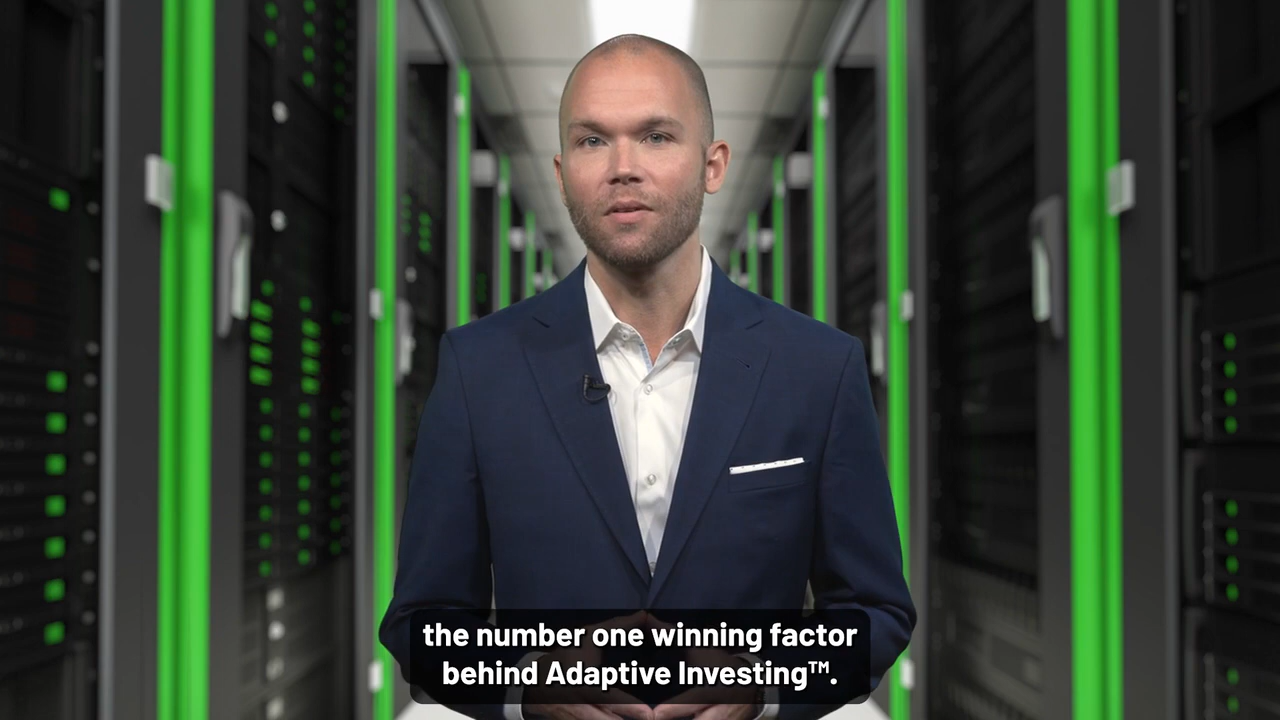 the number one winning factor
behind Adaptive Investing™.